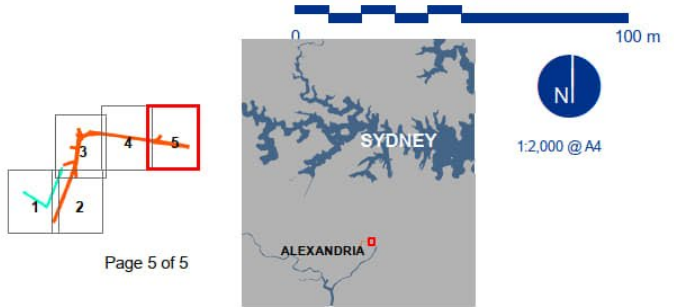 0 100 m
SYDNEY
ALEXANDRIA
N
1:2,000 @ A4
1
2
3
4
5
Page 5 of 5